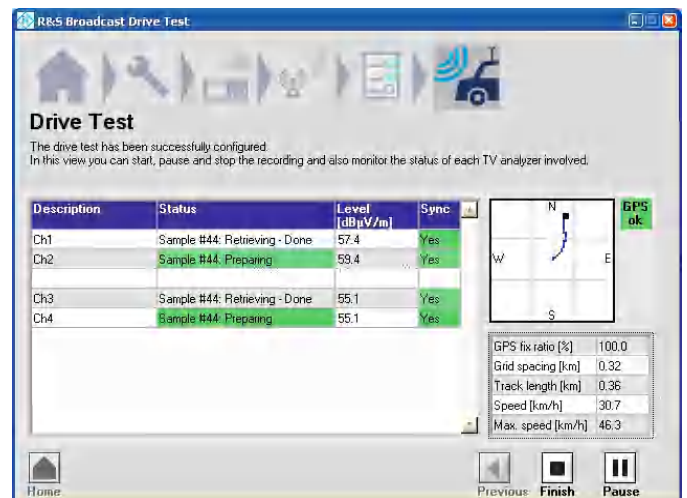 R&S Broadcast Drive Test
Drive Test
The drive test has been successfully configured
In this view you can start, pause and stop the recording and also monitor the status of each TV analyzer involved.
Description Status Level [dBµV/m] Sync
Ch1 Sample #44: Retrieving - Done 57.4 Yes
Ch2 Sample #44: Preparing 59.4 Yes
Ch3 Sample #44: Retrieving - Done 55.1 Yes
Ch4 Sample #44: Preparing 55.1 Yes
N
W E
S
GPS
ok
GPS fix ratio [%] 100.0
Grid spacing [km] 0.32
Track length [km] 0.36
Speed [km/h] 30.7
Max. speed [km/h] 46.3
Home Previous Finish Pause